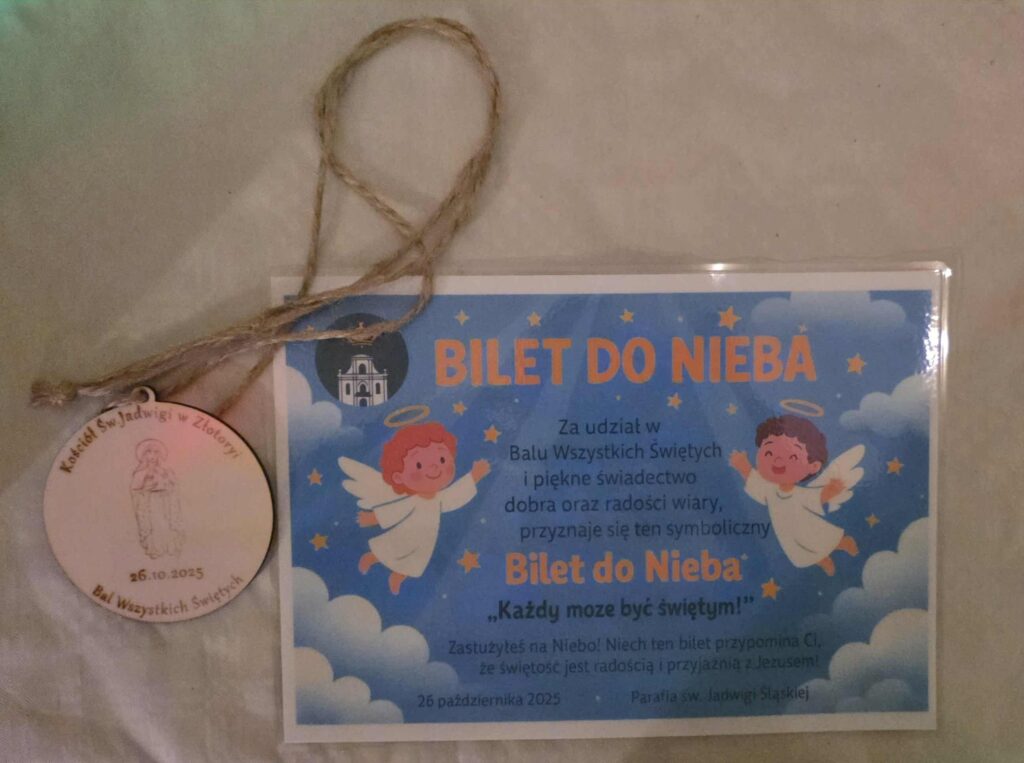 Kościół Św.Jadwigi w Złotoryi
26.10.2025
Bal Wszystkich Świętych
BILET DO NIEBA
Za udział w
Balu Wszystkich Świętych
i piękne świadectwo
dobra oraz radości wiary,
przyznaje się ten symboliczny
Bilet do Nieba"
„Każdy moze być świętym!”
Zasłużyłeś na Niebo! Niech ten bilet przypomina Ci,
że świętość jest radością i przyjaźnią z Jezusem!
26 października 2025
Parafia św. Jadwigi Śląskiej